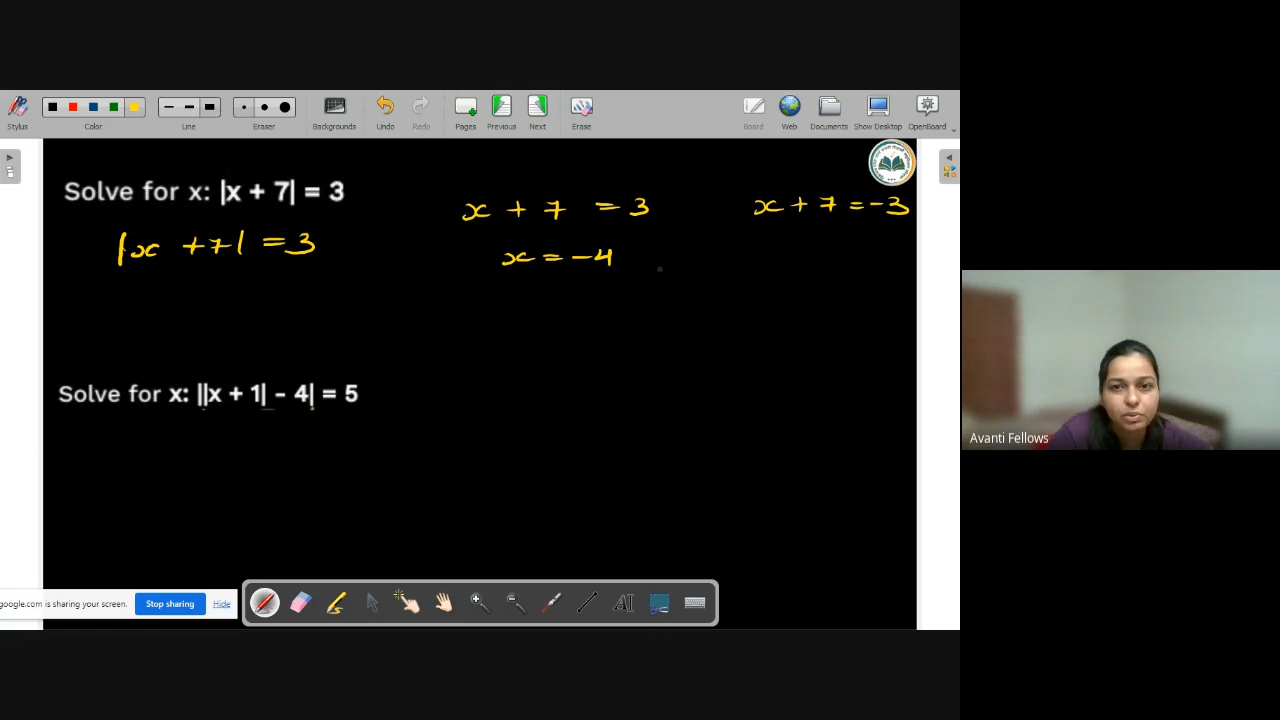 Stylus Color Line Eraser Backgrounds Undo Redo Pages Previous Next Erase Board Web Documents Show Desktop OpenBoard
Solve for x: |x + 7| = 3
|x + 7| = 3
x + 7 = 3
x = -4
x + 7 = -3
Solve for x: ||x + 1| - 4| = 5
Avanti Fellows
google.com is sharing your screen. Stop sharing Hide
AI